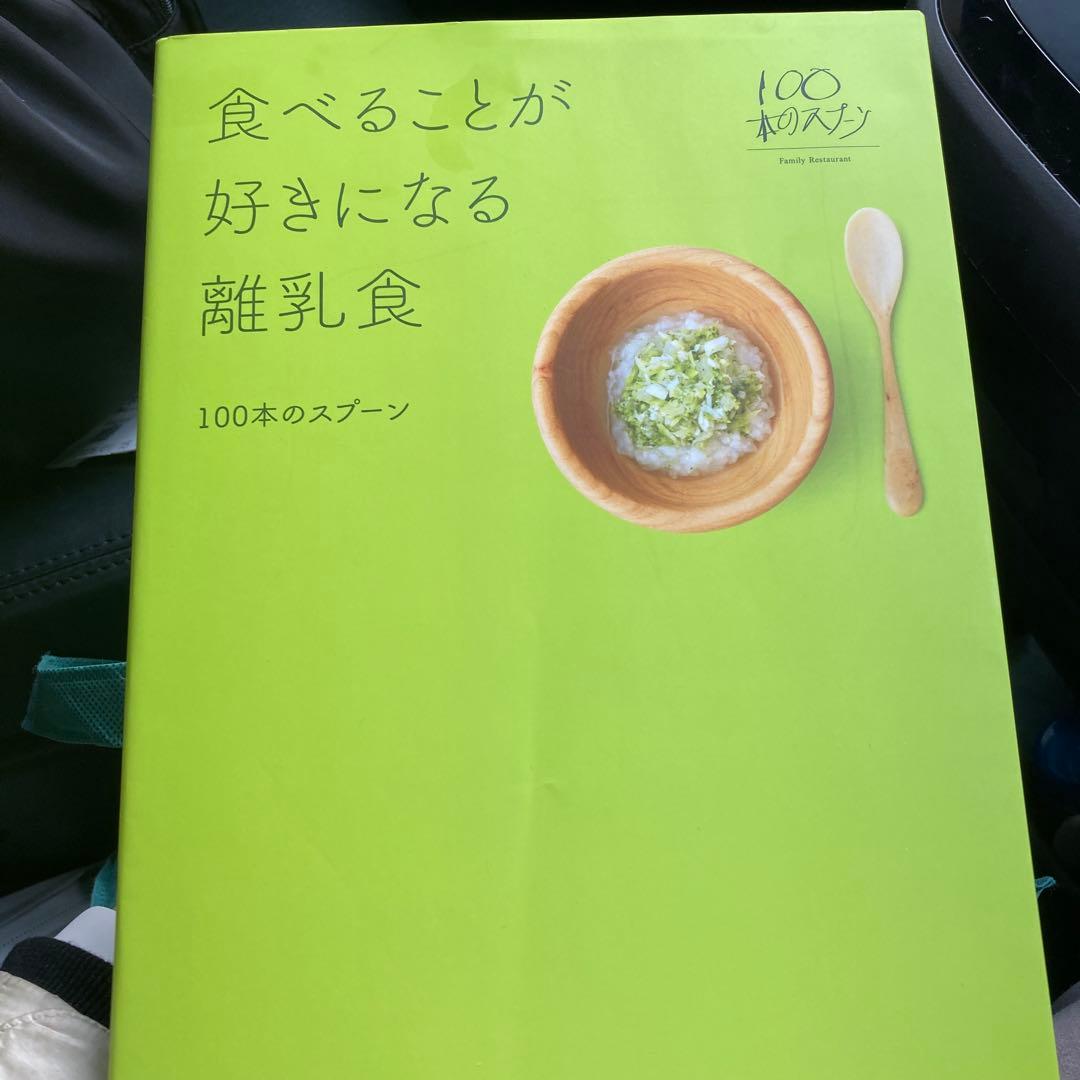 食べることが
好きになる
離乳食
100本のスプーン
100
本のスプーン
Family Restaurant